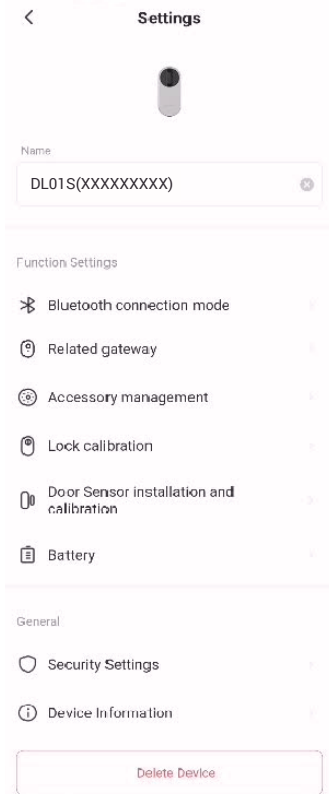 Settings
Name
DL01S(XXXXXXXXX)
Function Settings
Bluetooth connection mode
Related gateway
Accessory management
Lock calibration
Door Sensor installation and
calibration
Battery
General
Security Settings
Device Information
Delete Device